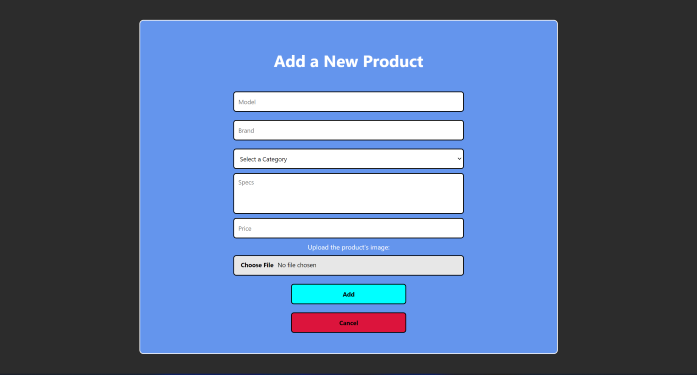 Add a New Product
Model
Brand
Select a Category
Specs
Price
Upload the product's image:
Choose File No file chosen
Add
Cancel